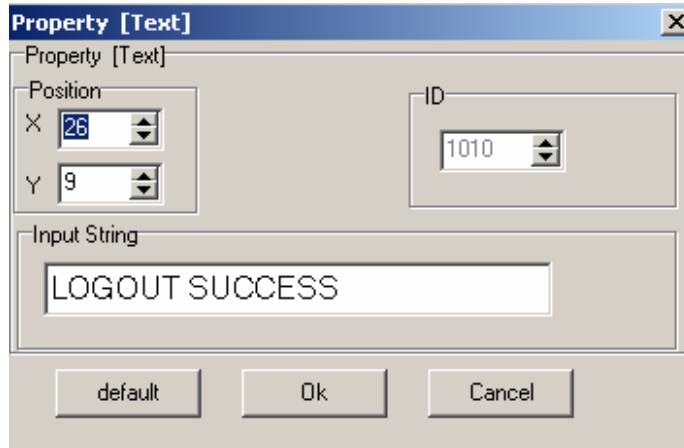 Property [Text]
Property [Text]
Position
ID
X 26
1010
Y 9
Input String
LOGOUT SUCCESS
default Ok Cancel